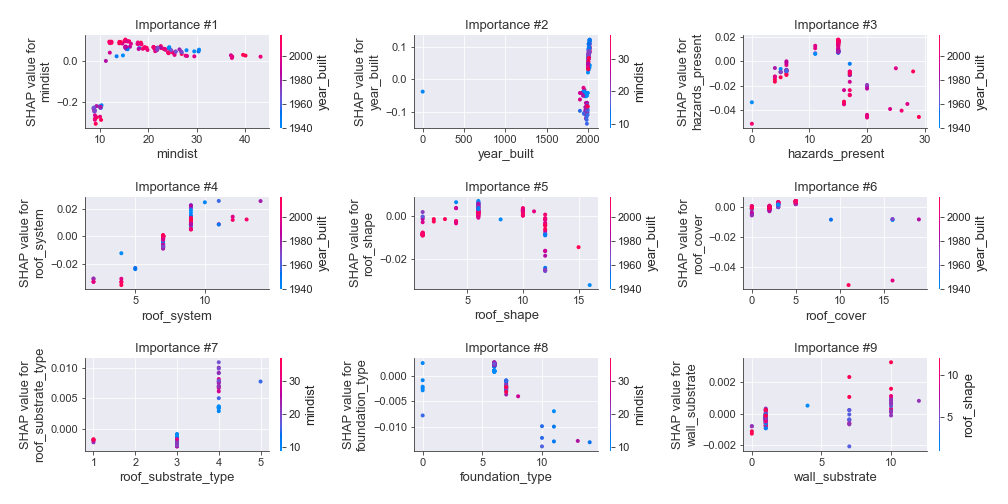 Importance #1
SHAP value for
mindist
0.0
−0.2
10 20 30 40
mindist
2000
1980
1960
1940
year_built
Importance #2
SHAP value for
year_built
0.1
0.0
−0.1
0 500 1000 1500 2000
year_built
30
20
10
mindist
Importance #3
SHAP value for
hazards_present
0.02
0.00
−0.02
−0.04
0 10 20 30
hazards_present
2000
1980
1960
1940
year_built
Importance #4
SHAP value for
roof_system
0.02
0.00
−0.02
5 10
roof_system
2000
1980
1960
1940
year_built
Importance #5
SHAP value for
roof_shape
0.00
−0.02
0 5 10 15
roof_shape
2000
1980
1960
1940
year_built
Importance #6
SHAP value for
roof_cover
0.00
−0.02
−0.04
0 5 10 15
roof_cover
2000
1980
1960
1940
year_built
Importance #7
SHAP value for
roof_substrate_type
0.010
0.005
0.000
1 2 3 4 5
roof_substrate_type
30
20
10
mindist
Importance #8
SHAP value for
foundation_type
0.000
−0.005
−0.010
0 5 10
foundation_type
30
20
10
mindist
Importance #9
SHAP value for
wall_substrate
0.002
0.000
−0.002
0 5 10
wall_substrate
10
5
roof_shape